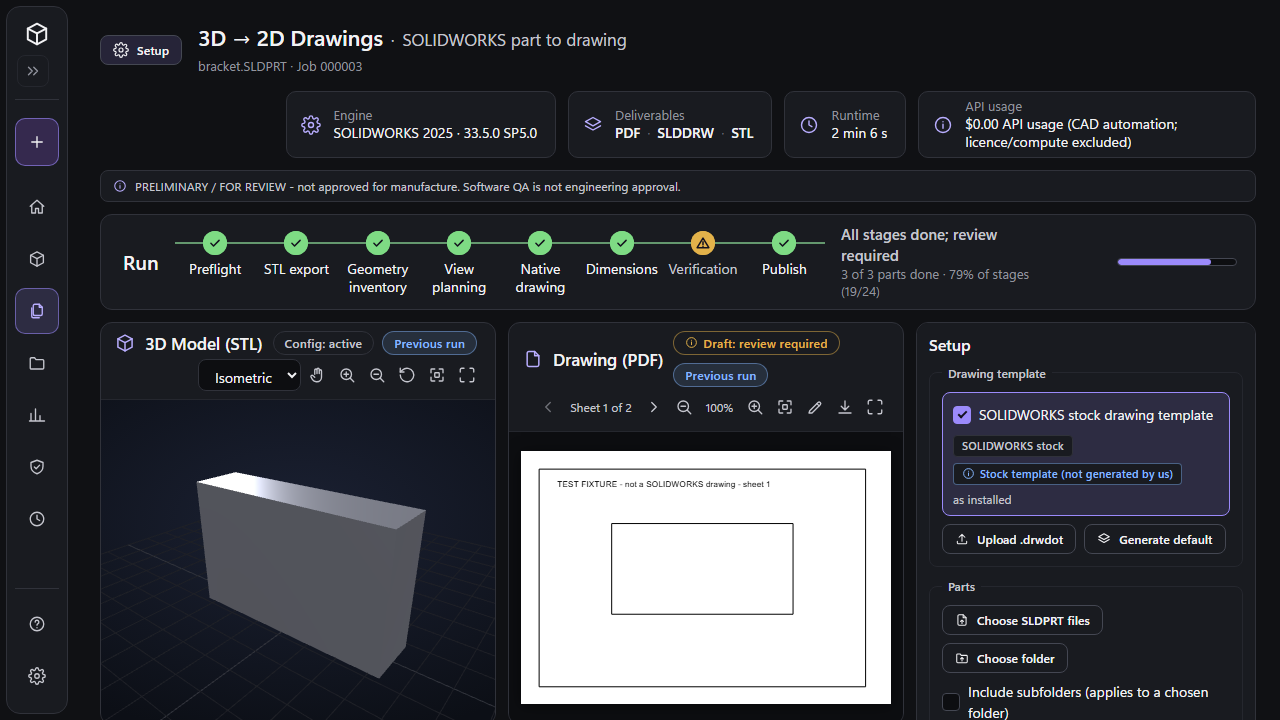 Setup
3D → 2D Drawings · SOLIDWORKS part to drawing
bracket.SLDPRT · Job 000003
Engine
SOLIDWORKS 2025 · 33.5.0 SP5.0
Deliverables
PDF · SLDDRW · STL
Runtime
2 min 6 s
API usage
$0.00 API usage (CAD automation;
licence/compute excluded)
PRELIMINARY / FOR REVIEW - not approved for manufacture. Software QA is not engineering approval.
Run
Preflight
STL export
Geometry
inventory
View
planning
Native
drawing
Dimensions
Verification
Publish
All stages done; review
required
3 of 3 parts done · 79% of stages
(19/24)
3D Model (STL)
Config: active
Previous run
Isometric
Drawing (PDF)
Draft: review required
Previous run
Sheet 1 of 2
100%
TEST FIXTURE - not a SOLIDWORKS drawing - sheet 1
Setup
Drawing template
SOLIDWORKS stock drawing template
SOLIDWORKS stock
Stock template (not generated by us)
as installed
Upload .drwdot
Generate default
Parts
Choose SLDPRT files
Choose folder
Include subfolders (applies to a chosen
folder)